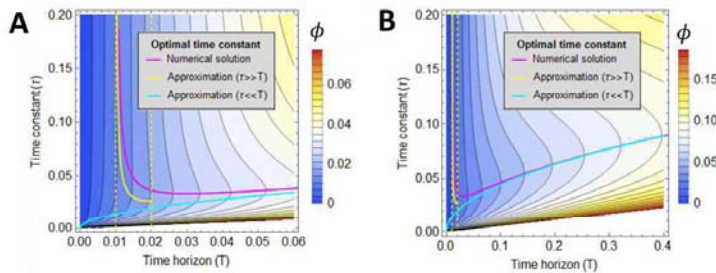 A
0.20
0.15
0.10
0.05
0.00
Time constant(τ)
Optimal time constant
Numerical solution
Approximation (τ>>T)
Approximation (τ<<T)
0.00 0.01 0.02 0.03 0.04 0.05 0.06
Time horizon (T)
ϕ
0.06
0.04
0.02
0
B
0.20
0.15
0.10
0.05
0.00
Time constant(τ)
Optimal time constant
Numerical solution
Approximation (τ>>T)
Approximation (τ<<T)
0.0 0.1 0.2 0.3 0.4
Time horizon (T)
ϕ
0.15
0.10
0.05
0